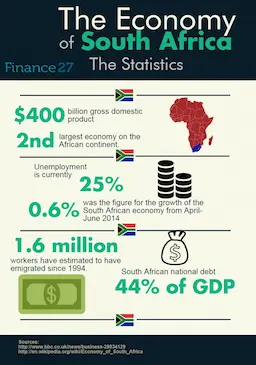 The Economy
of South Africa
Finance27
The Statistics
$400 billion gross domestic
product
2nd largest economy on the
African continent.
Unemployment
is currently
25%
0.6% was the figure for the growth of the
South African economy from April-
June 2014
1.6 million
workers have estimated to have
emigrated since 1994.
$
South African national debt
44% of GDP
$
Sources:
http://www.bbc.co.uk/news/business-28934129
http://en.wikipedia.org/wiki/Economy_of_South_Africa